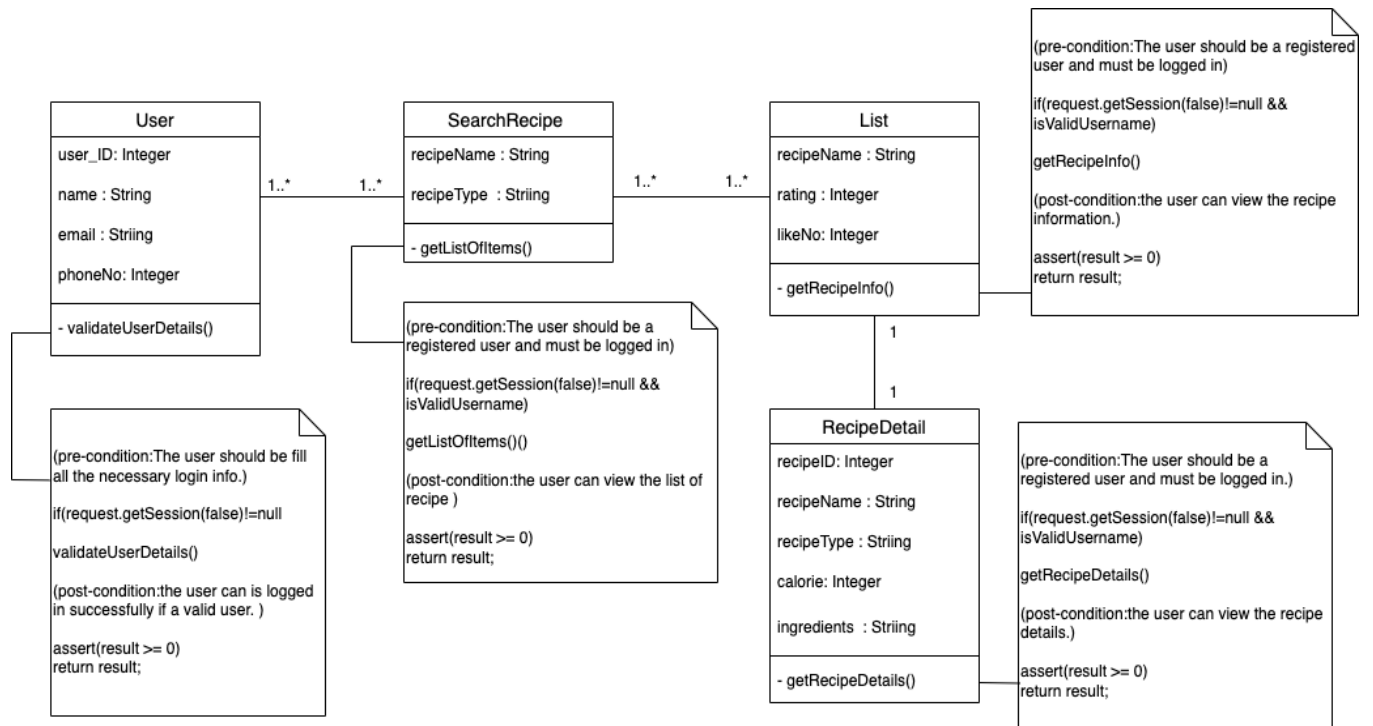 User
user_ID: Integer
name : String
email : Striing
phoneNo: Integer
- validateUserDetails()
1..*
1..*
SearchRecipe
recipeName : String
recipeType : Striing
- getListOfItems()
1..*
1..*
List
recipeName : String
rating : Integer
likeNo: Integer
- getRecipeInfo()
(pre-condition:The user should be a registered
user and must be logged in)
if(request.getSession(false)!=null &&
isValidUsername)
getRecipeInfo()
(post-condition:the user can view the recipe
information.)
assert(result >= 0)
return result;
(pre-condition:The user should be fill
all the necessary login info.)
if(request.getSession(false)!=null
validateUserDetails()
(post-condition:the user can is logged
in successfully if a valid user. )
assert(result >= 0)
return result;
(pre-condition:The user should be a
registered user and must be logged in)
if(request.getSession(false)!=null &&
isValidUsername)
getListOfItems()()
(post-condition:the user can view the list of
recipe )
assert(result >= 0)
return result;
1
1
RecipeDetail
recipeID: Integer
recipeName : String
recipeType : Striing
calorie: Integer
ingredients : Striing
- getRecipeDetails()
(pre-condition:The user should be a
registered user and must be logged in.)
if(request.getSession(false)!=null &&
isValidUsername)
getRecipeDetails()
(post-condition:the user can view the recipe
details.)
assert(result >= 0)
return result;